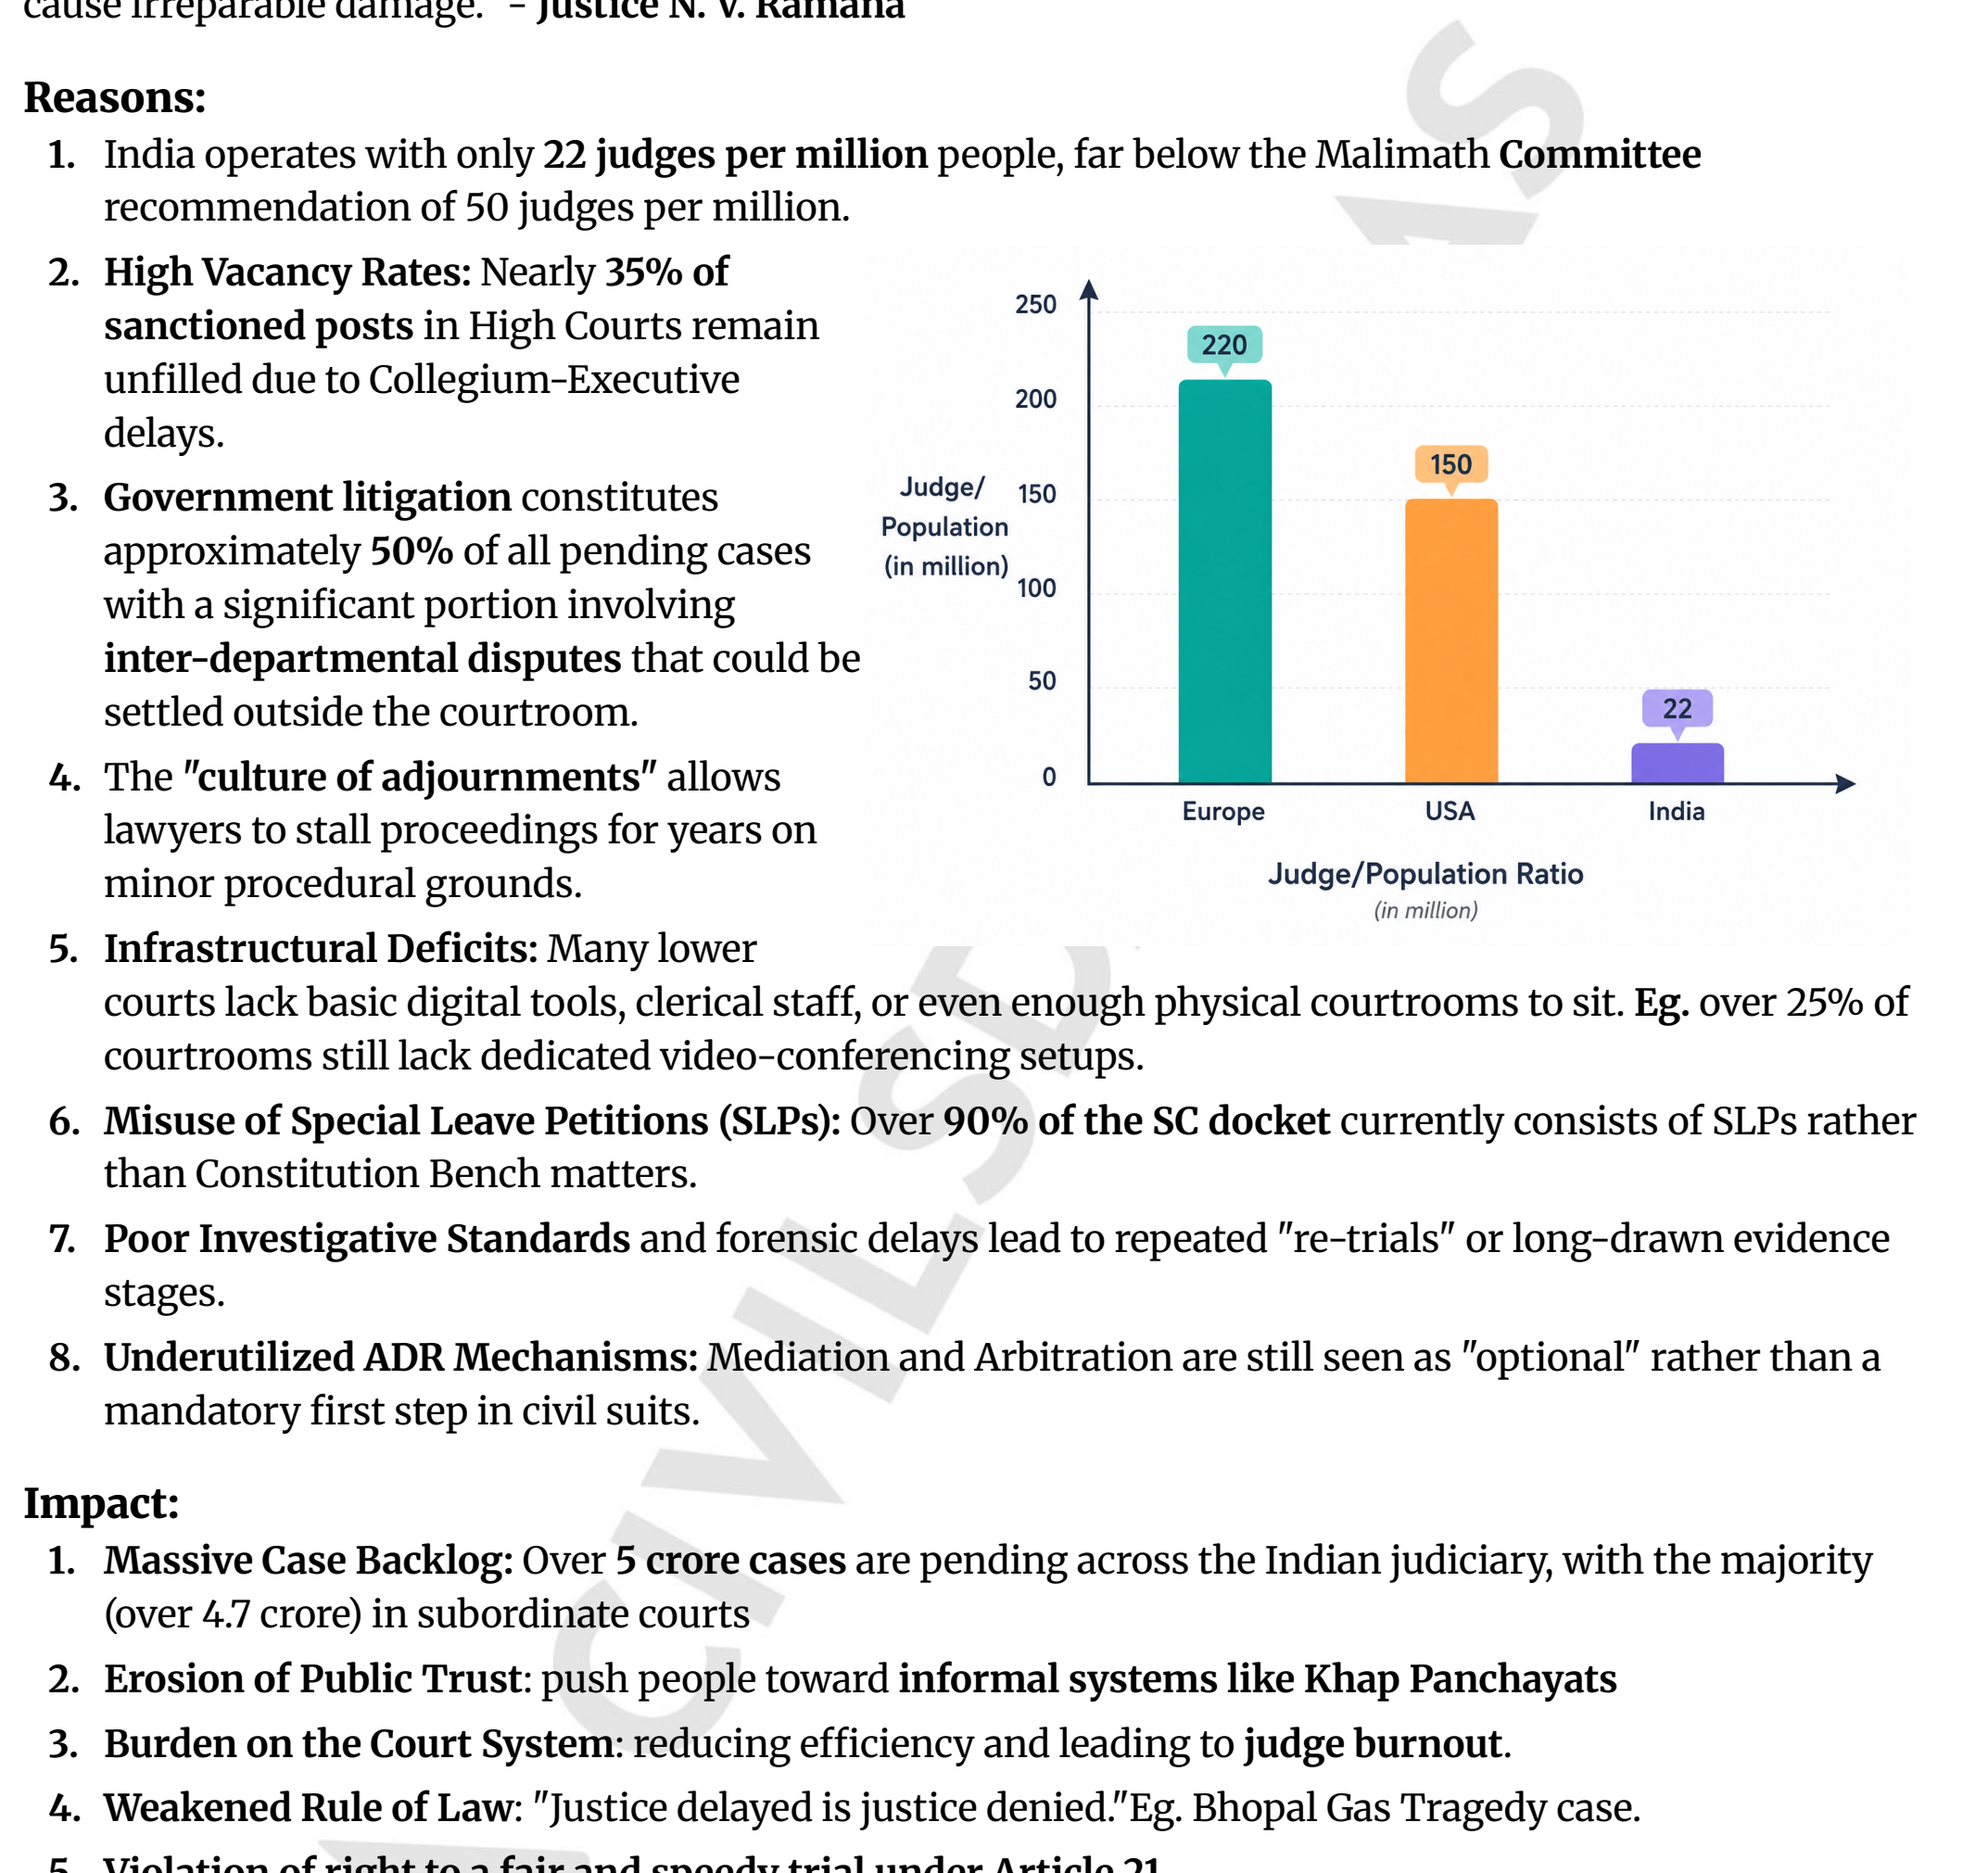 cause irreparable damage." - Justice N. V. Ramana
Reasons:
1. India operates with only 22 judges per million people, far below the Malimath Committee
recommendation of 50 judges per million.
2. High Vacancy Rates: Nearly 35% of
sanctioned posts in High Courts remain
unfilled due to Collegium-Executive
delays.
3. Government litigation constitutes
approximately 50% of all pending cases
with a significant portion involving
inter-departmental disputes that could be
settled outside the courtroom.
4. The "culture of adjournments" allows
lawyers to stall proceedings for years on
minor procedural grounds.
250
200
150
100
50
0
Judge/
Population
(in million)
220
150
22
Europe USA India
Judge/Population Ratio
(in million)
5. Infrastructural Deficits: Many lower
courts lack basic digital tools, clerical staff, or even enough physical courtrooms to sit. Eg. over 25% of
courtrooms still lack dedicated video-conferencing setups.
6. Misuse of Special Leave Petitions (SLPs): Over 90% of the SC docket currently consists of SLPs rather
than Constitution Bench matters.
7. Poor Investigative Standards and forensic delays lead to repeated "re-trials" or long-drawn evidence
stages.
8. Underutilized ADR Mechanisms: Mediation and Arbitration are still seen as "optional" rather than a
mandatory first step in civil suits.
Impact:
1. Massive Case Backlog: Over 5 crore cases are pending across the Indian judiciary, with the majority
(over 4.7 crore) in subordinate courts
2. Erosion of Public Trust: push people toward informal systems like Khap Panchayats
3. Burden on the Court System: reducing efficiency and leading to judge burnout.
4. Weakened Rule of Law: "Justice delayed is justice denied."Eg. Bhopal Gas Tragedy case.
5. Violation of right to a fair and speedy trial under Article 21